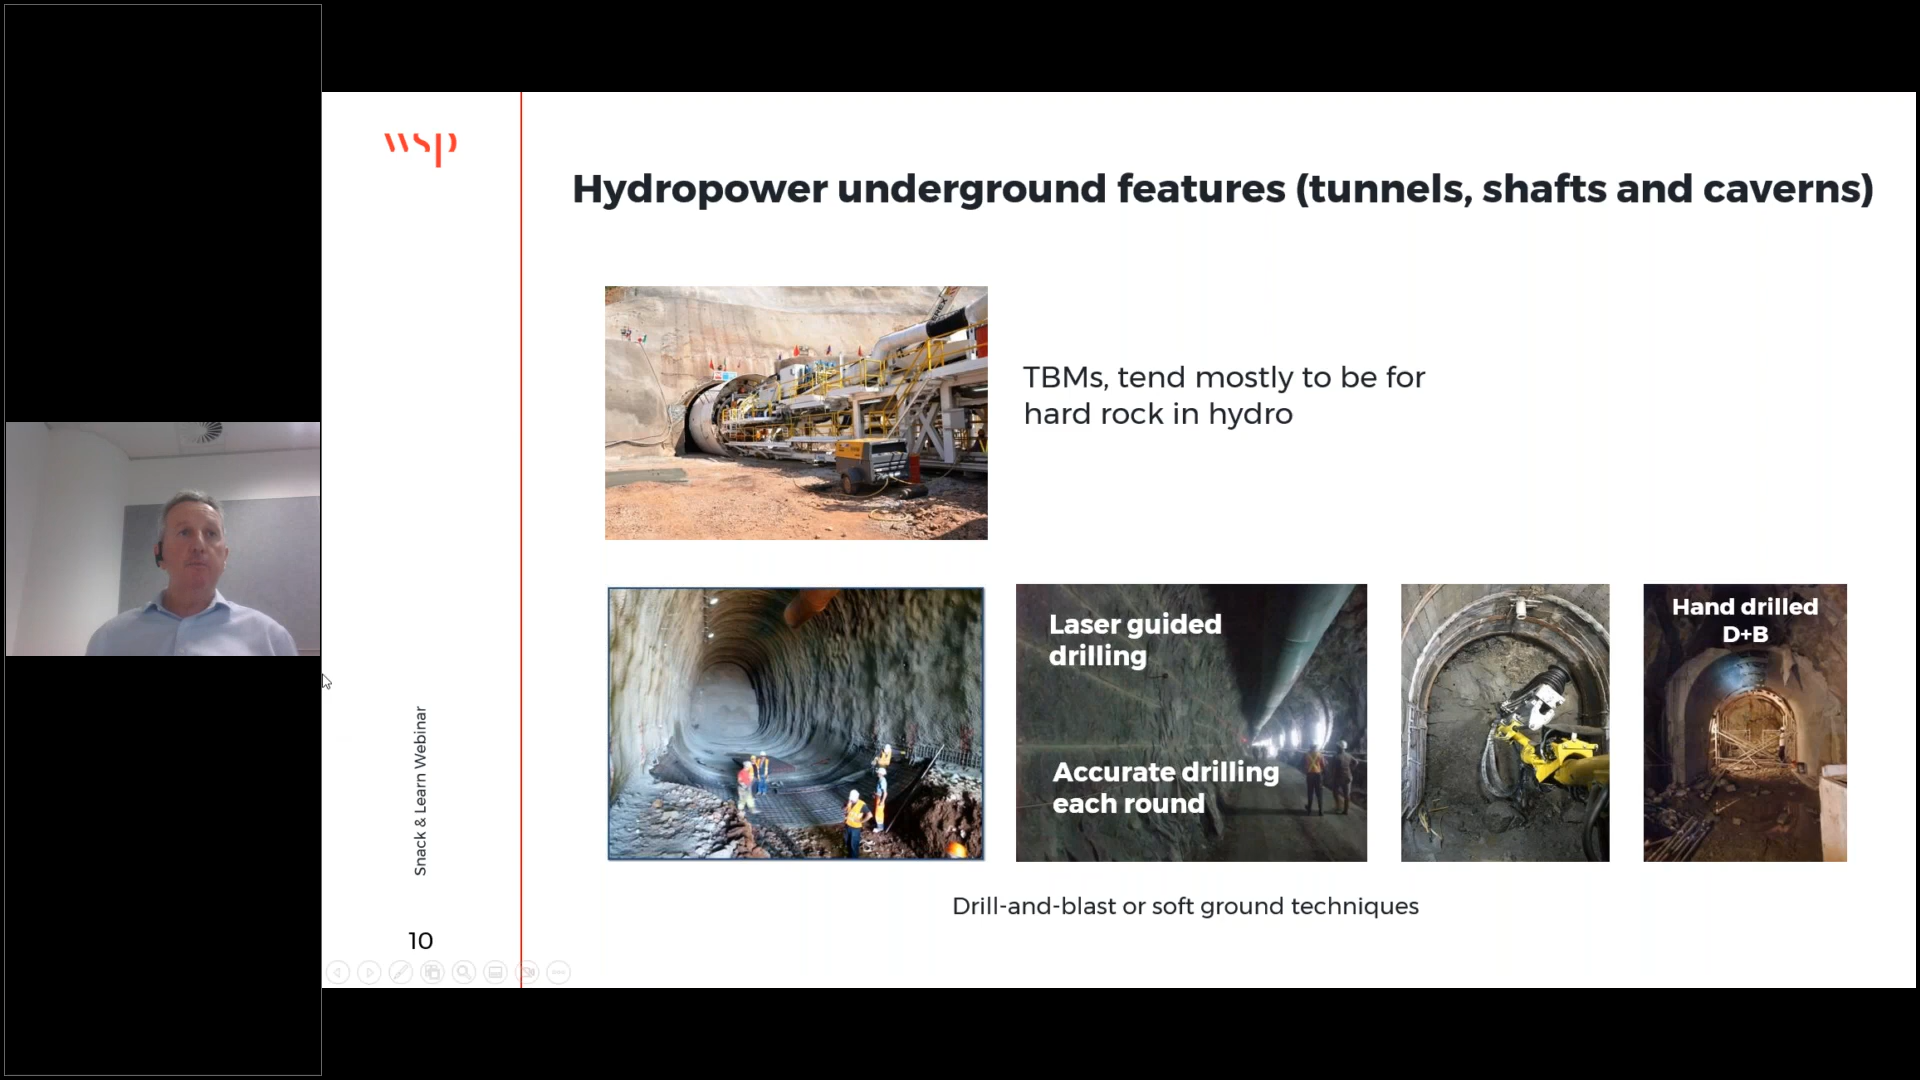 wsp
Hydropower underground features (tunnels, shafts and caverns)
TBMs, tend mostly to be for
hard rock in hydro
Laser guided
drilling
Accurate drilling
each round
Hand drilled
D+B
Drill-and-blast or soft ground techniques
Snack & Learn Webinar
10